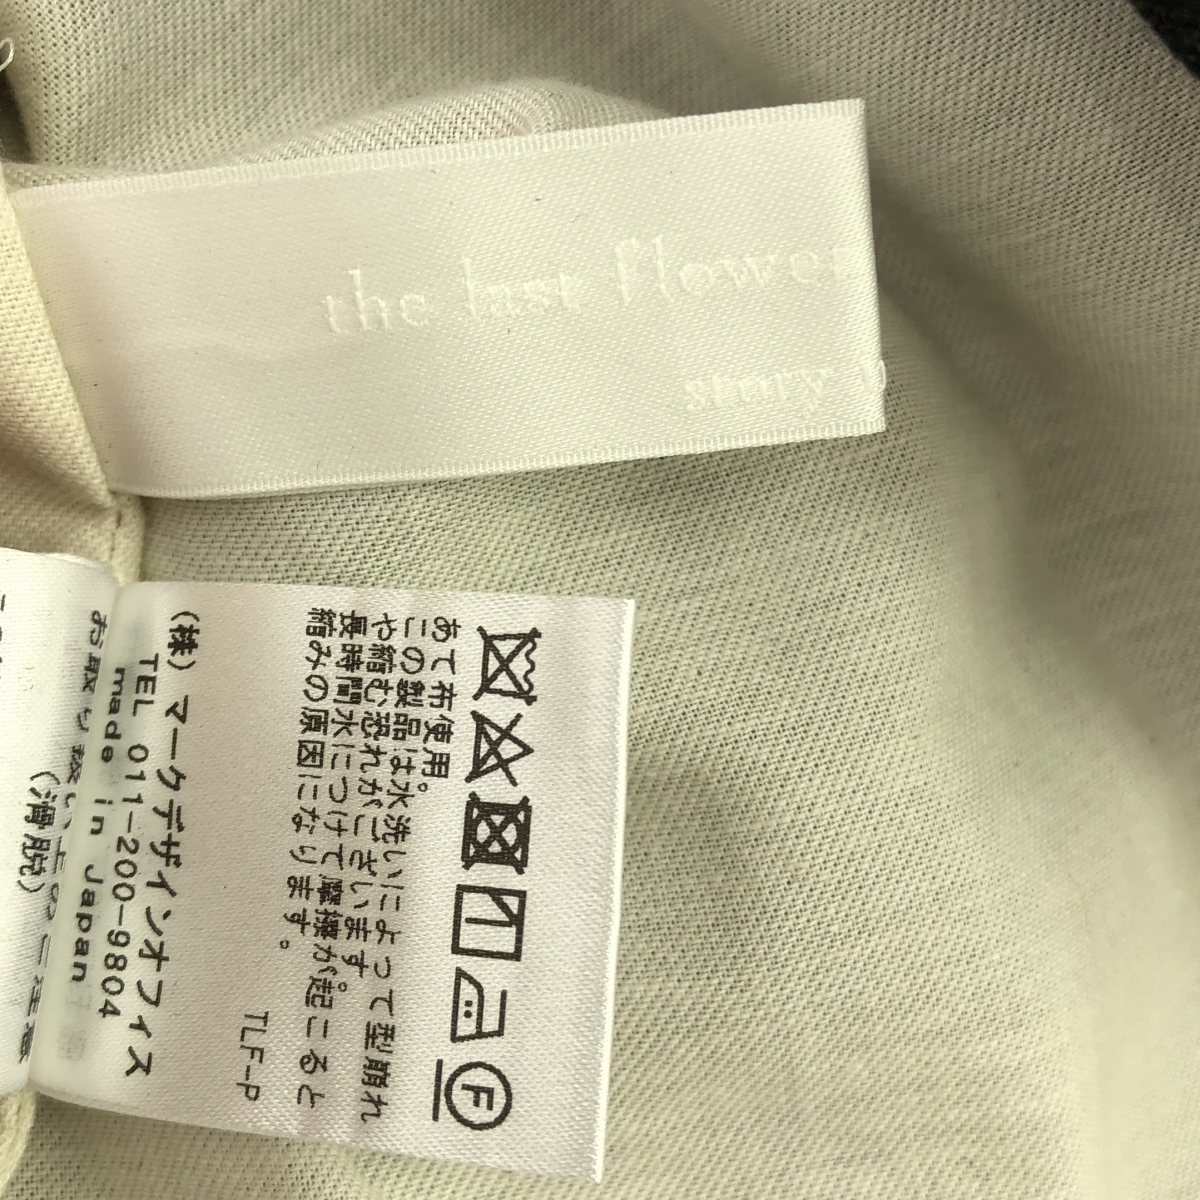 the last flower
story
あて布使用。
この製品は水洗いによって型崩れ
や縮む恐れがございます。
長時間水につけて摩擦が起こると
縮みの原因になります。
TLF-P
(株)マークデザインオフィス
TEL 011-200-9804
made in Japan
(滑脱)
F